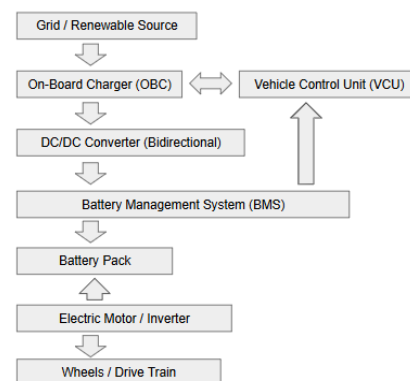 Grid / Renewable Source
On-Board Charger (OBC)
Vehicle Control Unit (VCU)
DC/DC Converter (Bidirectional)
Battery Management System (BMS)
Battery Pack
Electric Motor / Inverter
Wheels / Drive Train